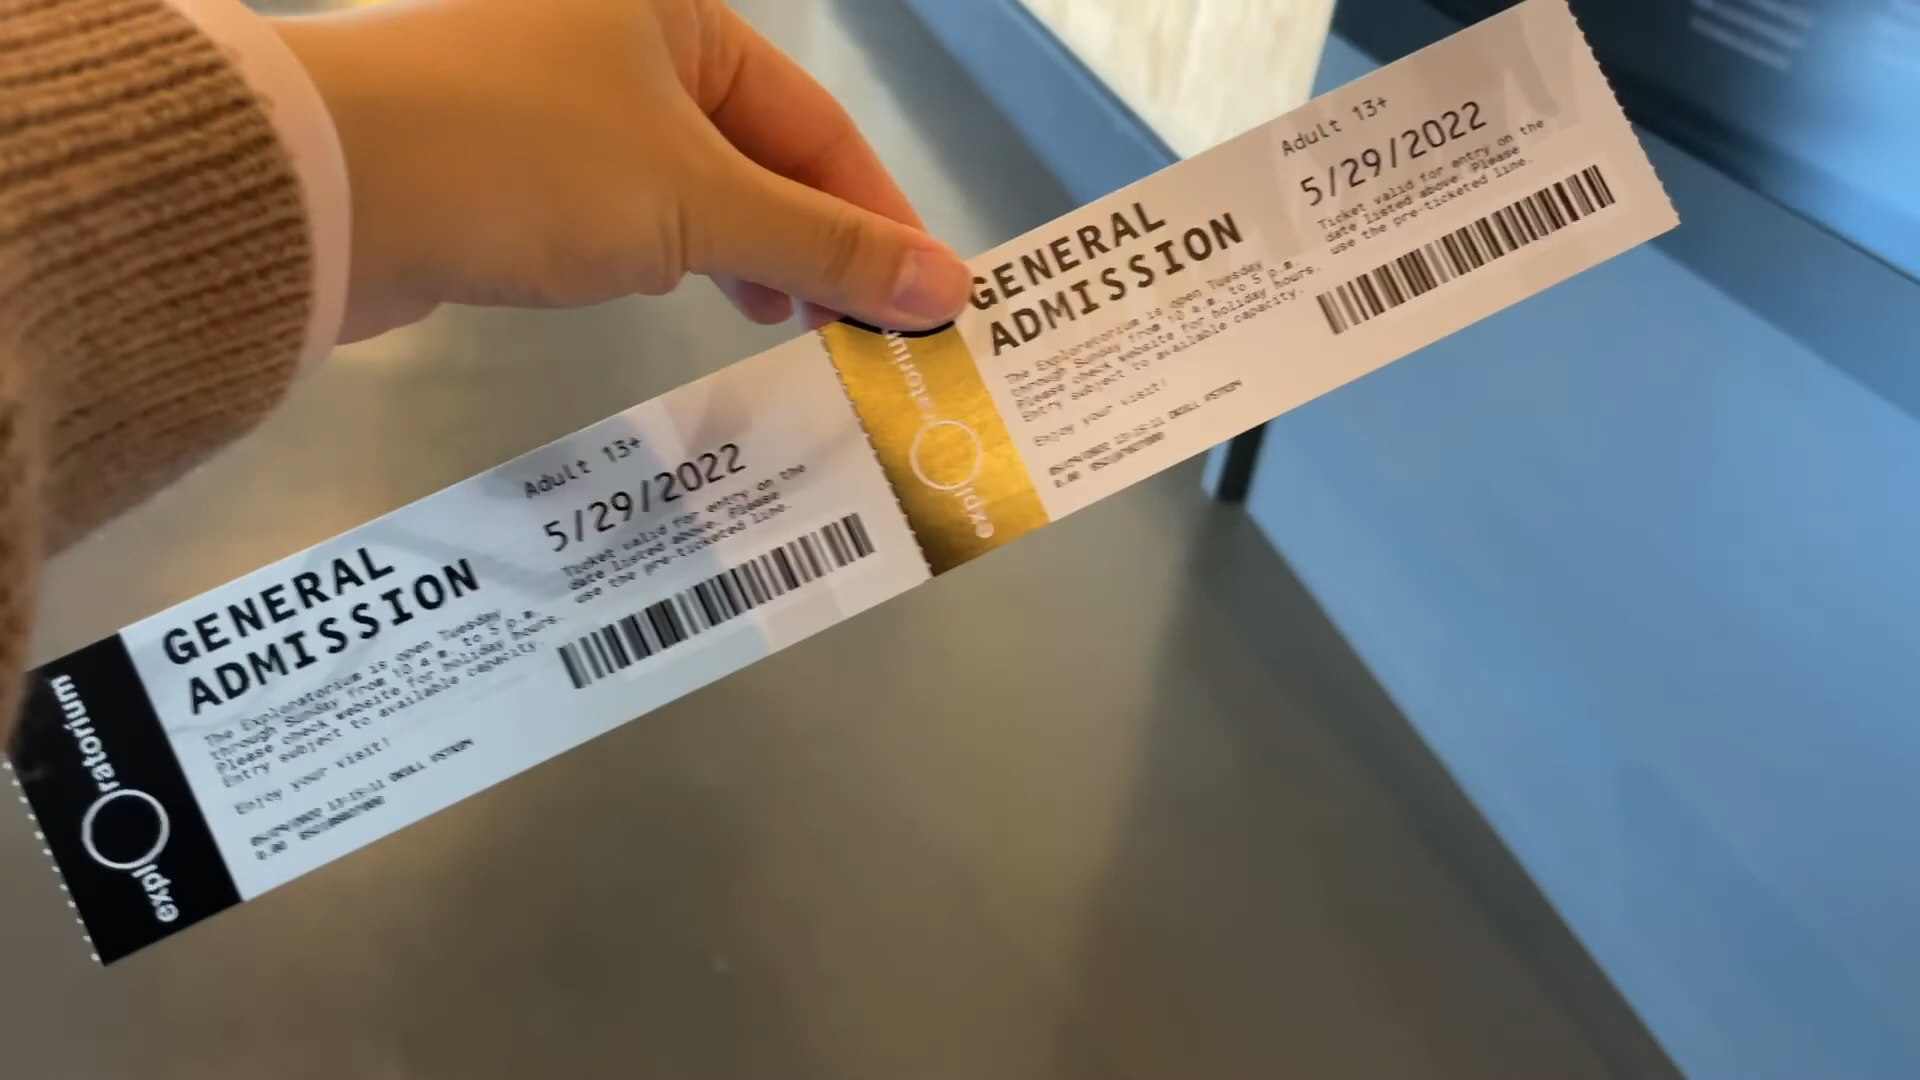 exploratorium
GENERAL
ADMISSION
The Exploratorium is open Tuesday
through Sunday from 10 a.m. to 5 p.m.
Please check website for holiday hours.
Entry subject to available capacity.
Enjoy your visit!
Adult 13+
5/29/2022
Ticket valid for entry on the
date listed above. Please
use the pre-ticketed line.
exploratorium
GENERAL
ADMISSION
The Exploratorium is open Tuesday
through Sunday from 10 a.m. to 5 p.m.
Please check website for holiday hours.
Entry subject to available capacity.
Enjoy your visit!
Adult 13+
5/29/2022
Ticket valid for entry on the
date listed above. Please
use the pre-ticketed line.